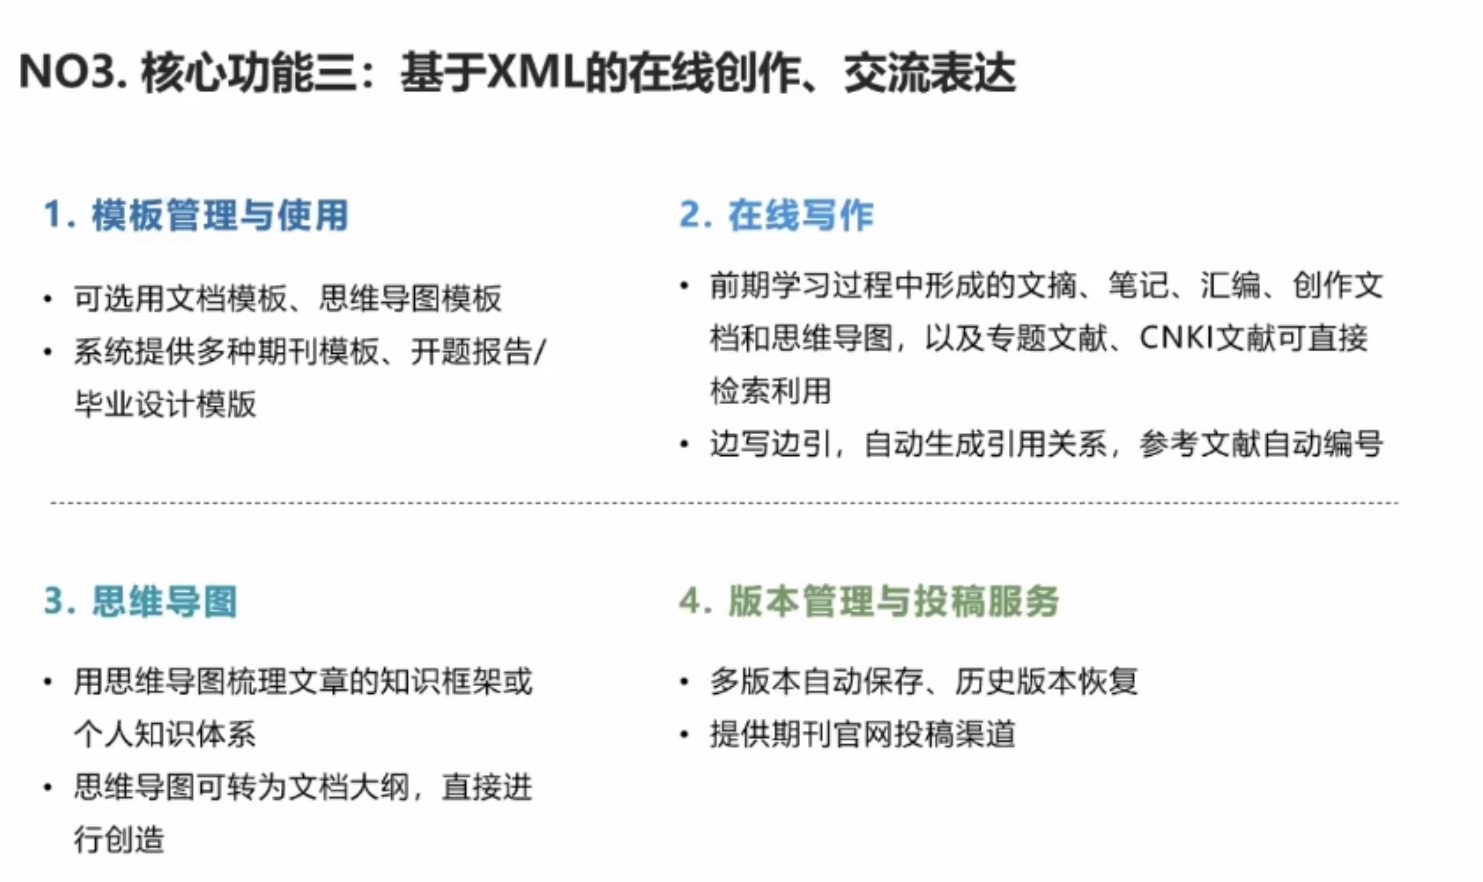 NO3. 核心功能三：基于XML的在线创作、交流表达
1. 模板管理与使用
• 可选用文档模板、思维导图模板
• 系统提供多种期刊模板、开题报告/
毕业设计模版
2. 在线写作
• 前期学习过程中形成的文摘、笔记、汇编、创作文
档和思维导图，以及专题文献、CNKI文献可直接
检索利用
• 边写边引，自动生成引用关系，参考文献自动编号
3. 思维导图
• 用思维导图梳理文章的知识框架或
个人知识体系
• 思维导图可转为文档大纲，直接进
行创造
4. 版本管理与投稿服务
• 多版本自动保存、历史版本恢复
• 提供期刊官网投稿渠道